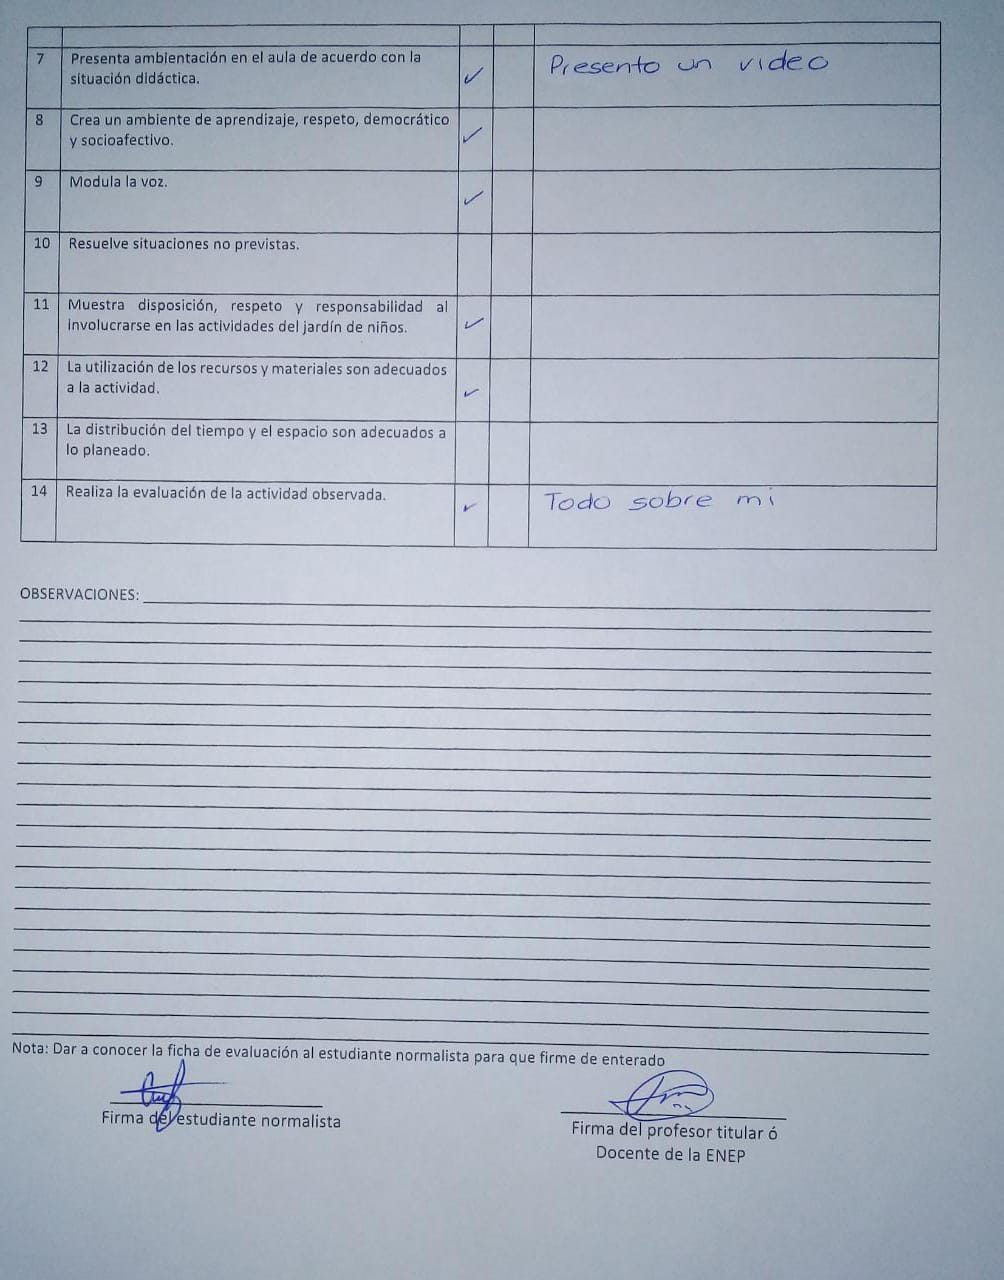 7 Presenta ambientación en el aula de acuerdo con la
situación didáctica.
✓
Presento un video
8 Crea un ambiente de aprendizaje, respeto, democrático
y socioafectivo.
✓
9 Modula la voz.
✓
10 Resuelve situaciones no previstas.
11 Muestra disposición, respeto y responsabilidad al
involucrarse en las actividades del jardín de niños.
✓
12 La utilización de los recursos y materiales son adecuados
a la actividad.
✓
13 La distribución del tiempo y el espacio son adecuados a
lo planeado.
14 Realiza la evaluación de la actividad observada.
✓
Todo sobre mi
OBSERVACIONES:
Nota: Dar a conocer la ficha de evaluación al estudiante normalista para que firme de enterado
Firma del estudiante normalista
Firma del profesor titular ó
Docente de la ENEP